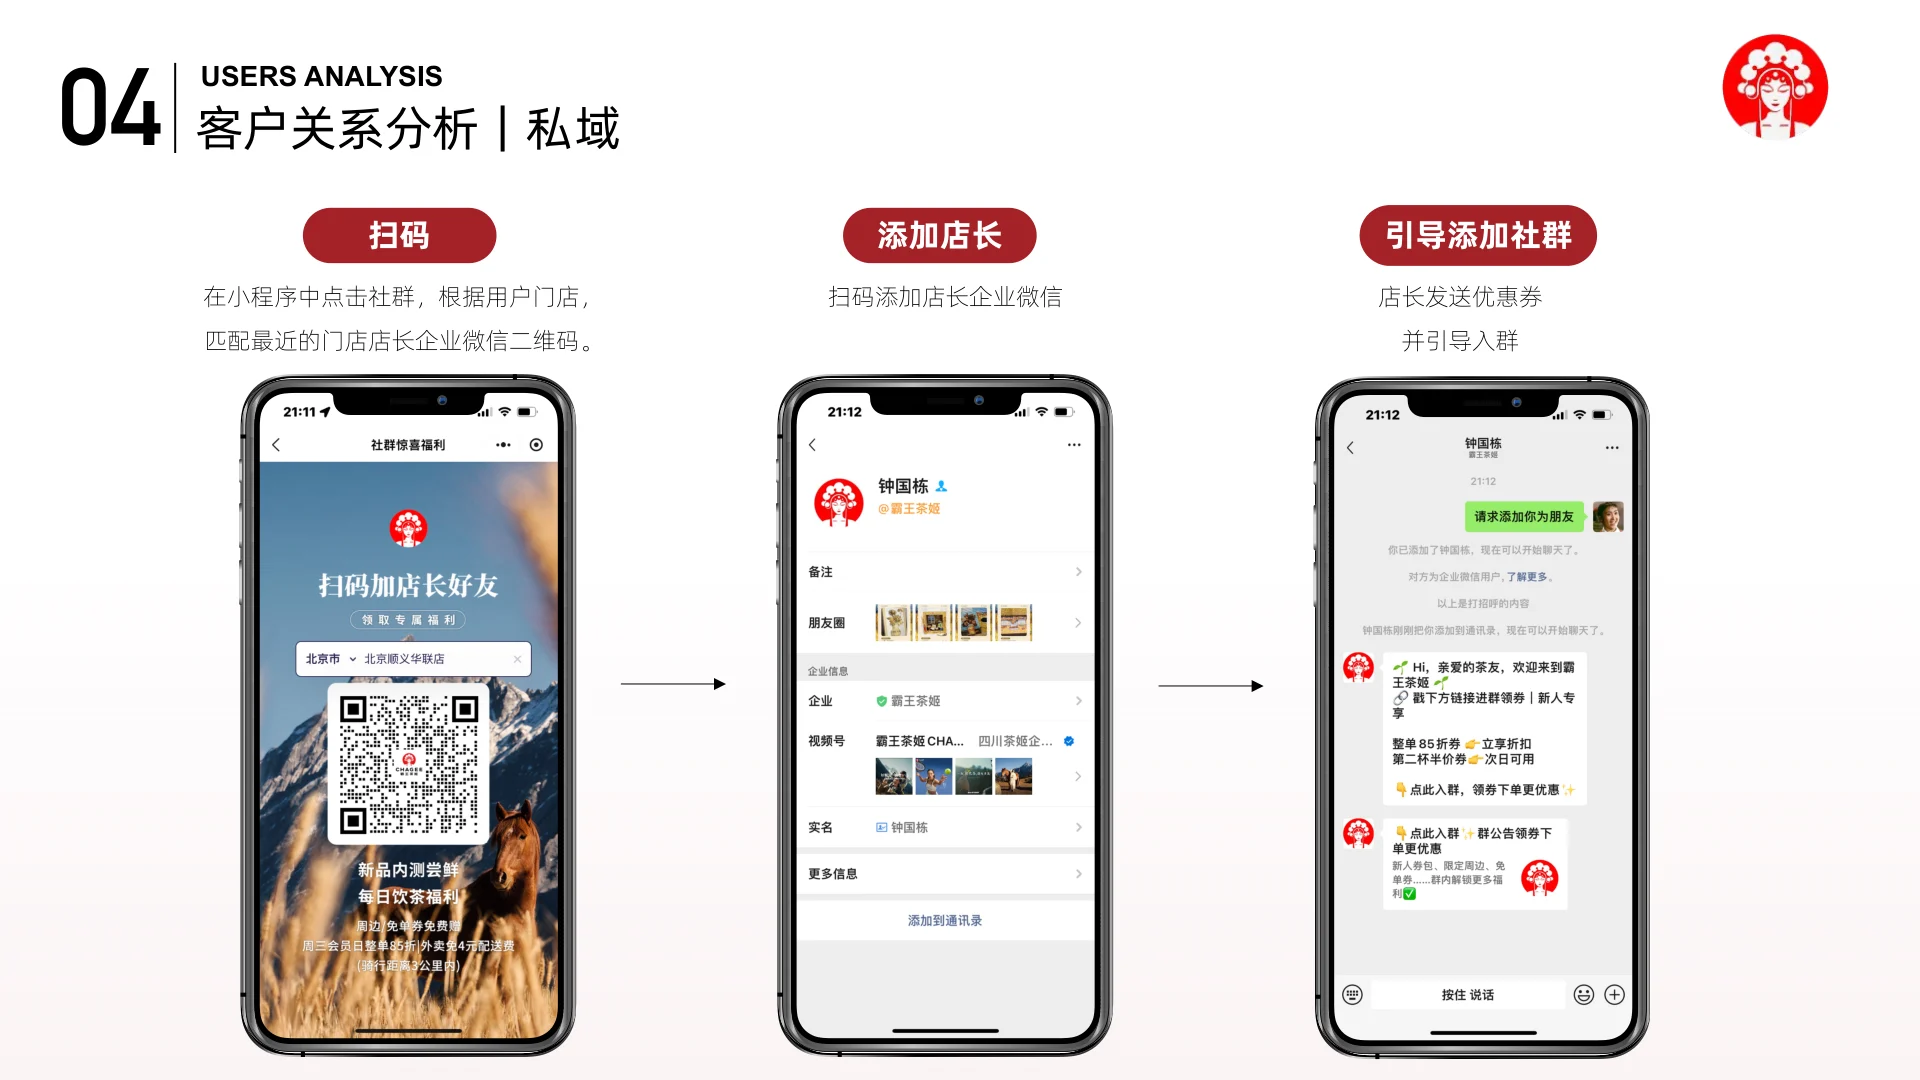 04
USERS ANALYSIS
客户关系分析｜私域
扫码
在小程序中点击社群，根据用户门店，
匹配最近的门店店长企业微信二维码。
添加店长
扫码添加店长企业微信
引导添加社群
店长发送优惠券
并引导入群
21:11
社群惊喜福利
扫码加店长好友
领取专属福利
北京市 北京顺义华联店
CHAGEE
新品内测尝鲜
每日饮茶福利
周边/免单券免费赠
周三会员日整单85折|外卖免4元配送费
(骑行距离3公里内)
21:12
钟国栋
@霸王茶姬
备注
朋友圈
企业信息
企业 霸王茶姬
视频号 霸王茶姬CHA... 四川茶姬企...
实名 钟国栋
更多信息
添加到通讯录
21:12
钟国栋
霸王茶姬
21:12
请求添加你为朋友
你已添加了钟国栋，现在可以开始聊天了。
对方为企业微信用户，了解更多。
以上是打招呼的内容
钟国栋刚刚把你添加到通讯录，现在可以开始聊天了。
🌱 Hi，亲爱的茶友，欢迎来到霸
王茶姬 🌱
🔗 戳下方链接进群领券｜新人专
享
整单85折券👉立享折扣
第二杯半价券👉次日可用
👇点此入群，领券下单更优惠✨
👇点此入群✨群公告领券下
单更优惠
新人券包、限定周边、免
单券......群内解锁更多福
利✅
按住 说话